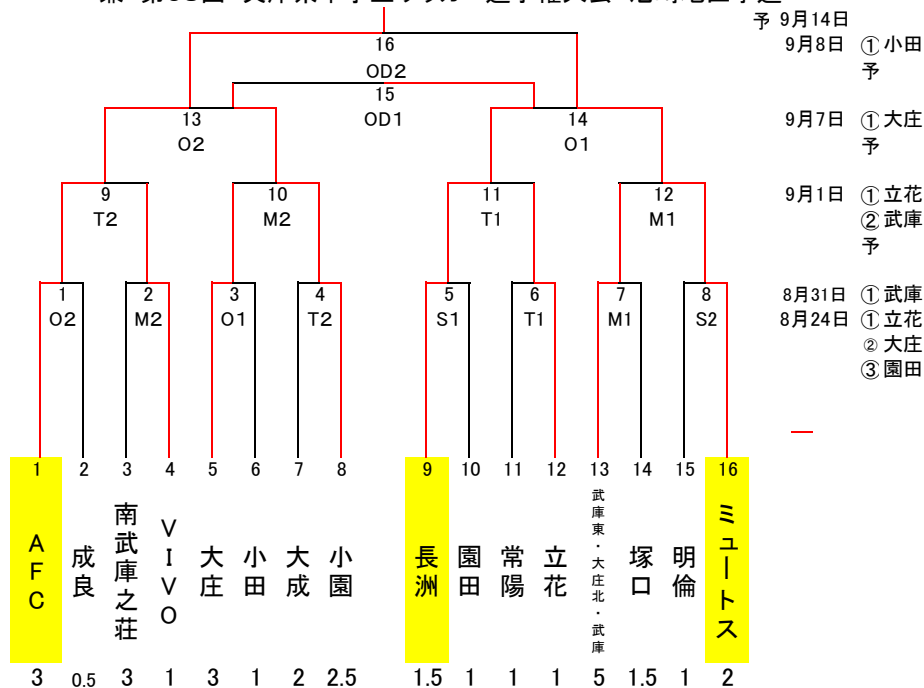 予 9月14日
16 9月8日 ①小田
OD2 予
15
13 14 9月7日 ①大庄
O2 OD1 O1 予
9 10 11 12 9月1日 ①立花
T2 M2 T1 M1 ②武庫
予
1 2 3 4 5 6 7 8 8月31日 ①武庫
O2 M2 O1 T2 S1 T1 M1 S2 8月24日 ①立花
②大庄
③園田
1 2 3 4 5 6 7 8 9 10 11 12 13 14 15 16
AFC
成良
南武庫之荘
VIVO
大庄
小田
大成
小園
長洲
園田
常陽
立花
武庫東・大庄北・武庫
塚口
明倫
ミュートス
3 0.5 3 1 3 1 2 2.5 1.5 1 1 1 5 1.5 1 2